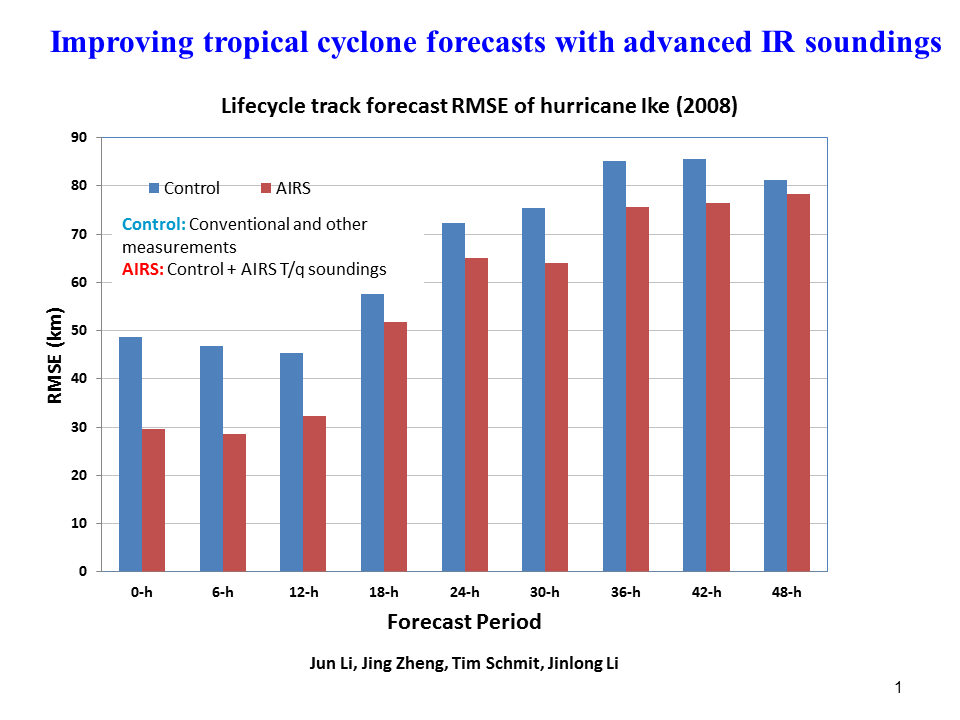 Improving tropical cyclone forecasts with advanced IR soundings
Lifecycle track forecast RMSE of hurricane Ike (2008)
90
80
70
60
50
40
30
20
10
0
RMSE (km)
Control AIRS
Control: Conventional and other
measurements
AIRS: Control + AIRS T/q soundings
0-h 6-h 12-h 18-h 24-h 30-h 36-h 42-h 48-h
Forecast Period
Jun Li, Jing Zheng, Tim Schmit, Jinlong Li
1